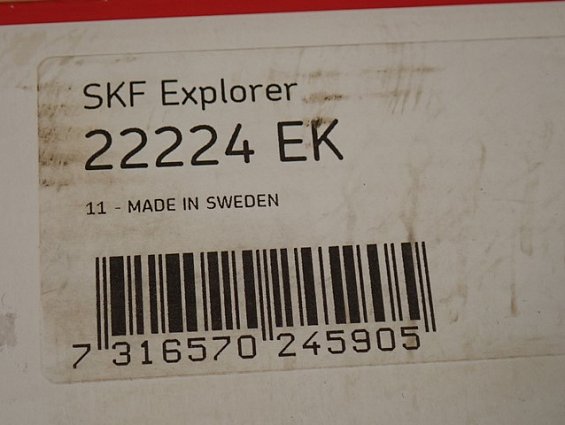 SKF Explorer
22224 EK
11 - MADE IN SWEDEN
7 316570 245905